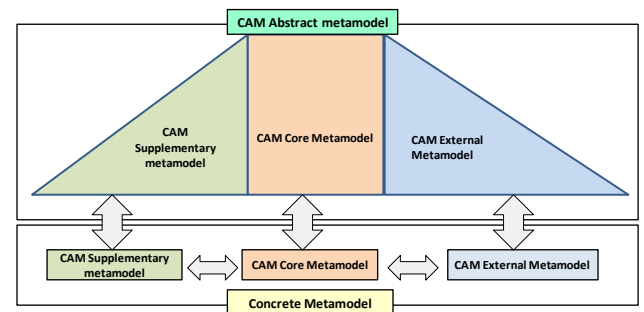 CAM Abstract metamodel
CAM
Supplementary
metamodel
CAM Core Metamodel
CAM External
Metamodel
CAM Supplementary
metamodel
CAM Core Metamodel
CAM External Metamodel
Concrete Metamodel